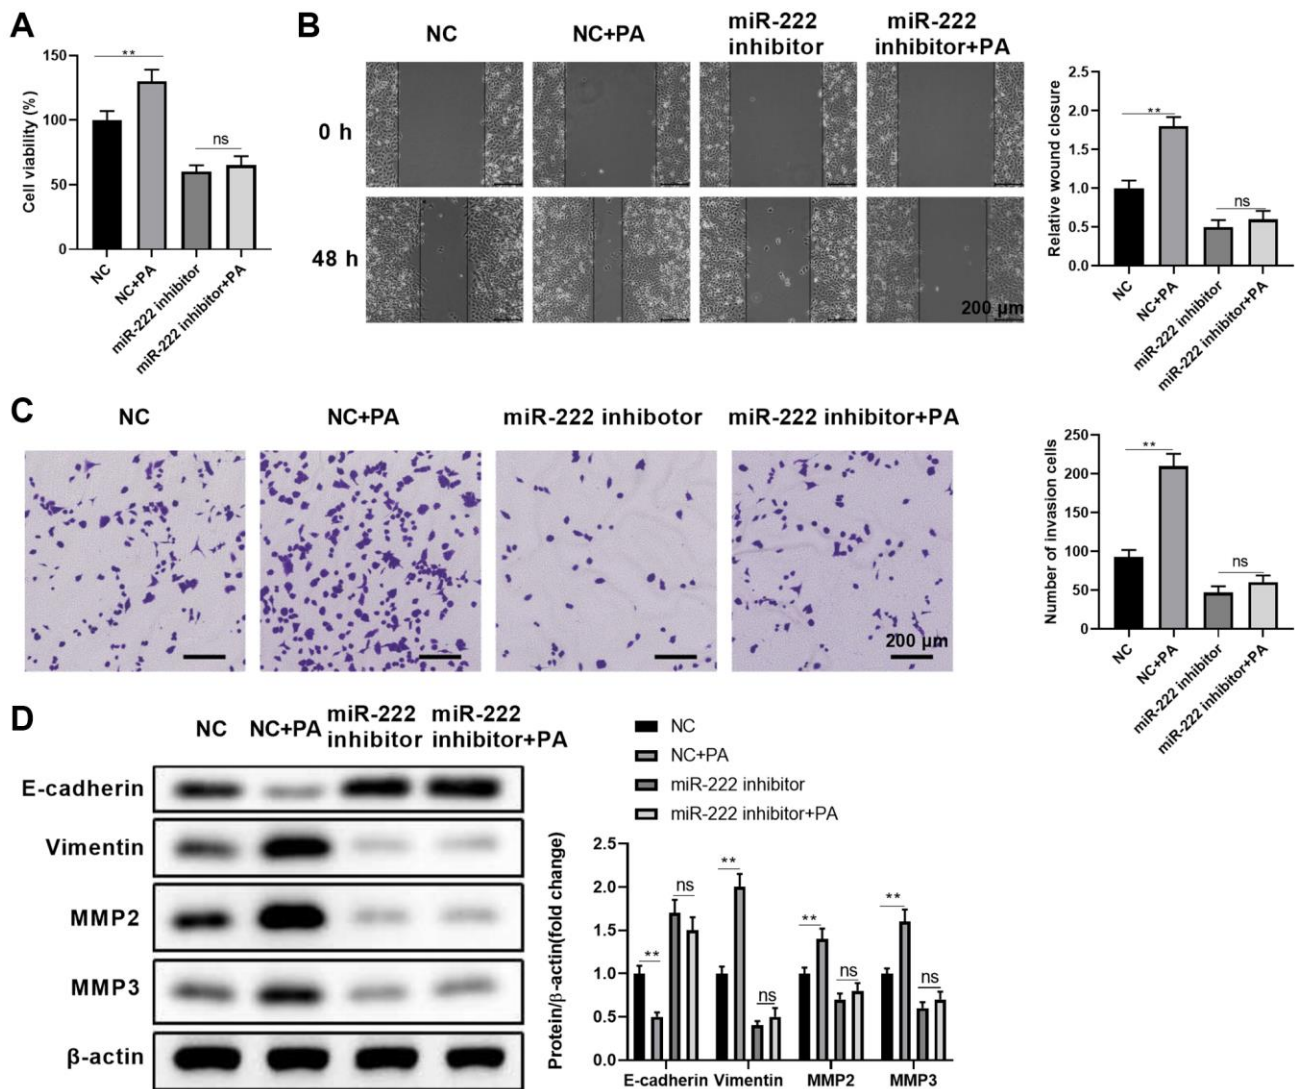 A
Cell viability (%)
150
100
50
0
**
ns
NC
NC+PA
miR-222 inhibitor
miR-222 inhibitor+PA
B
NC
NC+PA
miR-222
inhibitor
miR-222
inhibitor+PA
0 h
48 h
200 μm
Relative wound closure
2.5
2.0
1.5
1.0
0.5
0.0
**
ns
NC
NC+PA
miR-222 inhibitor
miR-222 inhibitor+PA
C
NC
NC+PA
miR-222 inhibotor
miR-222 inhibitor+PA
200 μm
Number of invasion cells
250
200
150
100
50
0
**
ns
NC
NC+PA
miR-222 inhibitor
miR-222 inhibitor+PA
D
NC
NC+PA
miR-222
inhibitor
miR-222
inhibitor+PA
E-cadherin
Vimentin
MMP2
MMP3
β-actin
NC
NC+PA
miR-222 inhibitor
miR-222 inhibitor+PA
Protein/β-actin(fold change)
2.5
2.0
1.5
1.0
0.5
0.0
**
ns
**
ns
**
ns
**
ns
E-cadherin
Vimentin
MMP2
MMP3